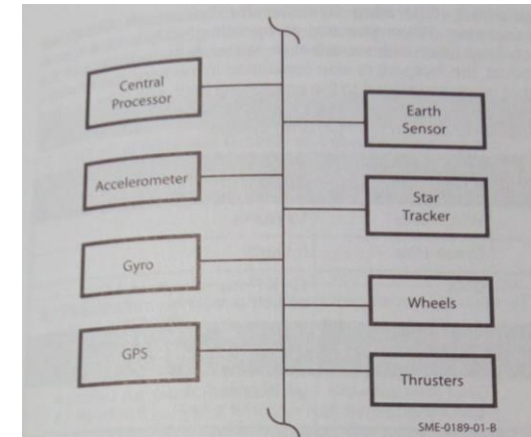 Central
Processor
Accelerometer
Gyro
GPS
Earth
Sensor
Star
Tracker
Wheels
Thrusters
SME-0189-01-B